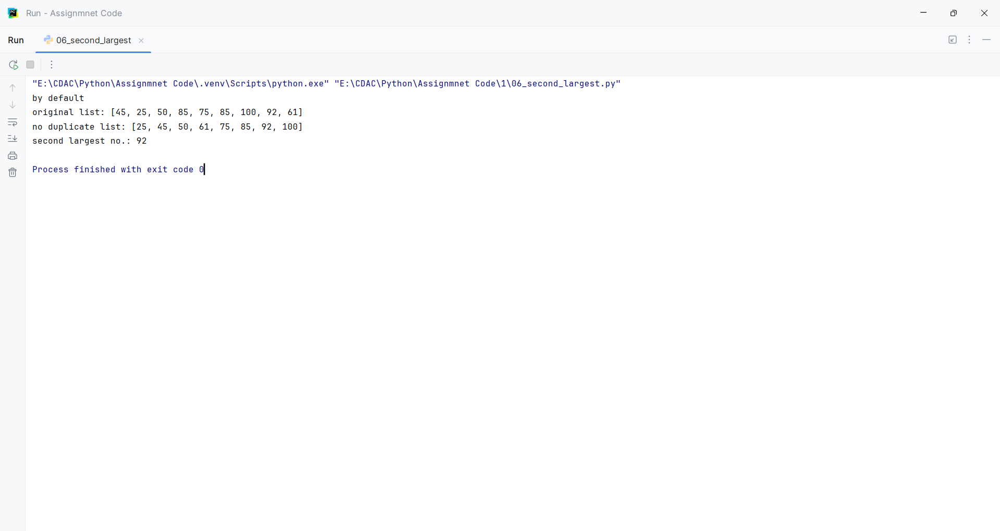 Run - Assignmnet Code
Run 06_second_largest
"E:\CDAC\Python\Assignmnet Code\.venv\Scripts\python.exe" "E:\CDAC\Python\Assignmnet Code\1\06_second_largest.py"
by default
original list: [45, 25, 50, 85, 75, 85, 100, 92, 61]
no duplicate list: [25, 45, 50, 61, 75, 85, 92, 100]
second largest no.: 92
Process finished with exit code 0